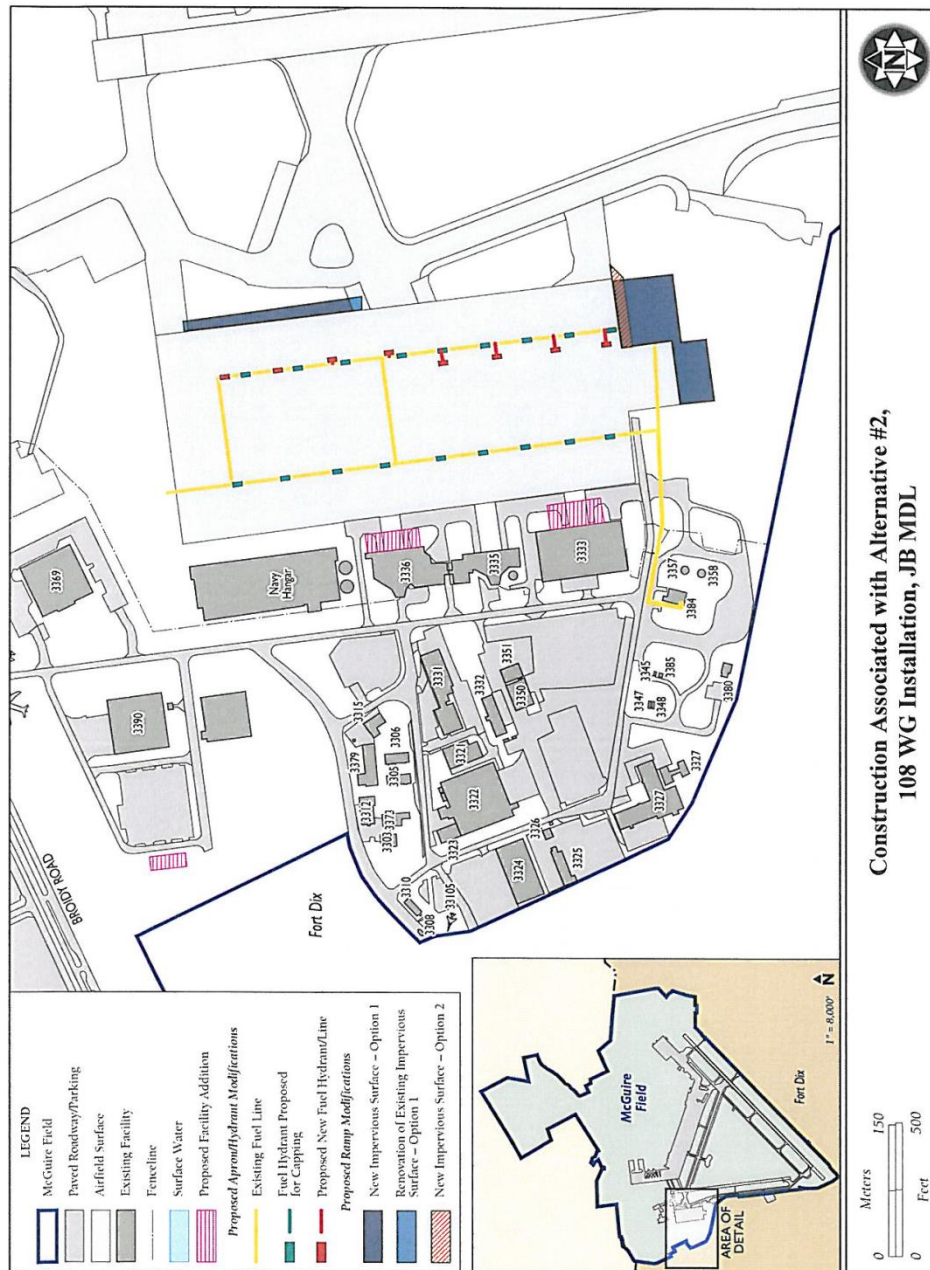 LEGEND
McGuire Field
Paved Roadway/Parking
Airfield Surface
Existing Facility
Fenceline
Surface Water
Proposed Facility Addition
Proposed Apron/Hydrant Modifications
Existing Fuel Line
Fuel Hydrant Proposed
for Capping
Proposed New Fuel Hydrant/Line
Proposed Ramp Modifications
New Impervious Surface – Option 1
Renovation of Existing Impervious
Surface – Option 1
New Impervious Surface – Option 2
BROIDY ROAD
Fort Dix
3369
3390
Navy
Hangar
3336
3335
3333
3315
3379
3306
3305
3312
3373
3303
3310
3308
33105
3331
3332
3321
3322
3323
3351
3350
3326
3324
3325
3327
3327
3347
3348
3345
3385
3380
3357
3358
3384
McGuire
Field
Fort Dix
AREA OF
DETAIL
N
1" = 8,000'
Meters
0 150
0 500
Feet
Construction Associated with Alternative #2,
108 WG Installation, JB MDL
N